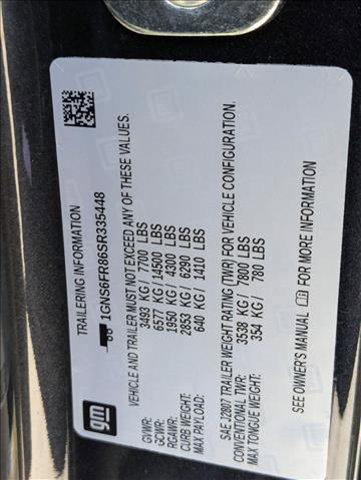 TRAILERING INFORMATION
1GNS6FR86SR335448
gm
VEHICLE AND TRAILER MUST NOT EXCEED ANY OF THESE VALUES.
GVWR: 3493 KG / 7700 LBS
GCWR: 6577 KG / 14500 LBS
RGAWR: 1950 KG / 4300 LBS
CURB WEIGHT: 2853 KG / 6290 LBS
MAX PAYLOAD: 640 KG / 1410 LBS
SAE J2807 TRAILER WEIGHT RATING (TWR) FOR VEHICLE CONFIGURATION.
CONVENTIONAL TWR: 3538 KG / 7800 LBS
MAX TONGUE WEIGHT: 354 KG / 780 LBS
SEE OWNER'S MANUAL FOR MORE INFORMATION